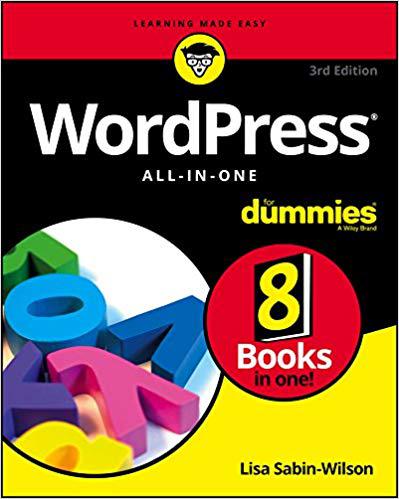 LEARNING MADE EASY
3rd Edition
WordPress®
ALL-IN-ONE
for
dummies
A Wiley Brand
8
Books
in one!
Lisa Sabin-Wilson